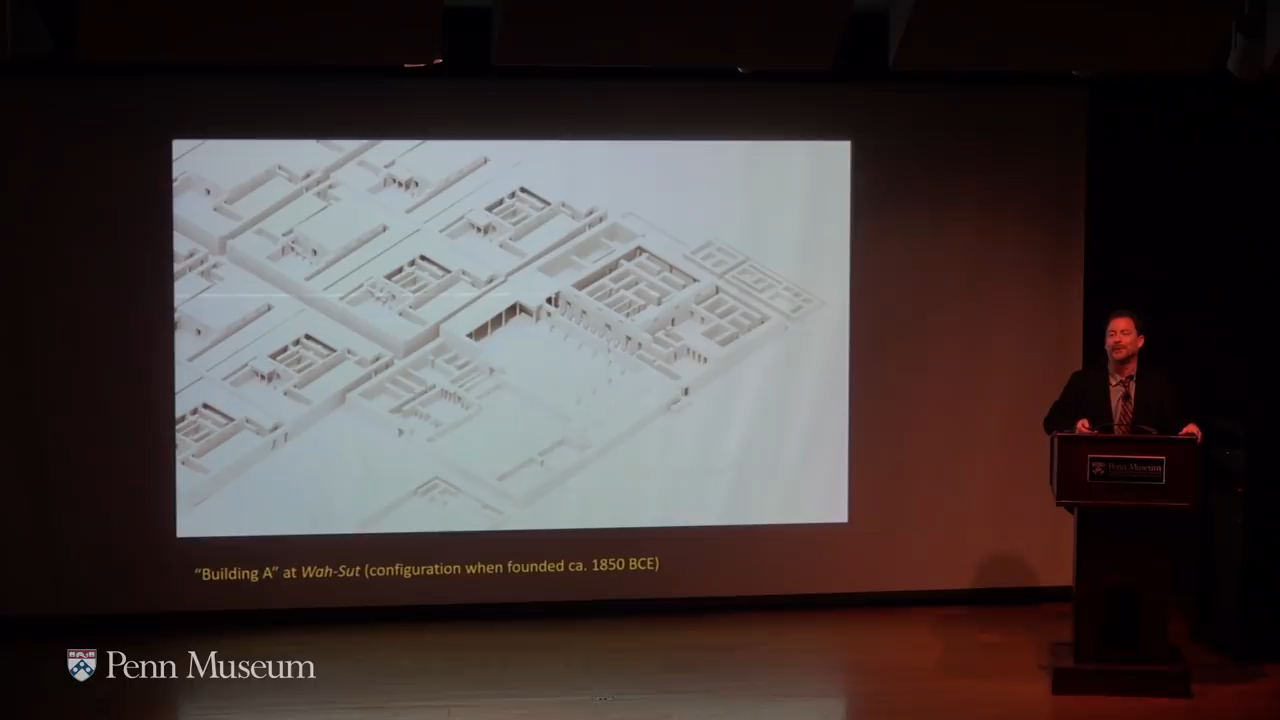 "Building A" at Wah-Sut (configuration when founded ca. 1850 BCE)
Penn Museum
Penn Museum